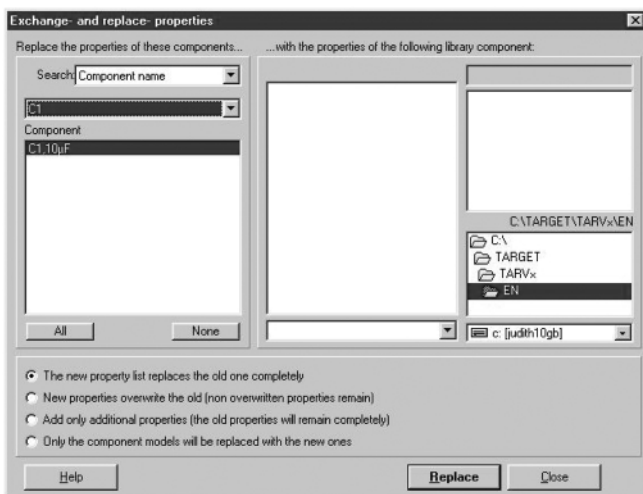 Exchange- and replace- properties
Replace the properties of these components...
...with the properties of the following library component:
Search: Component name
C1
Component
C1,10µF
All
None
C:\TARGET\TARVx\EN
C:\
TARGET
TARVx
EN
c: [judith10gb]
The new property list replaces the old one completely
New properties overwrite the old (non overwritten properties remain)
Add only additional properties (the old properties will remain completely)
Only the component models will be replaced with the new ones
Help
Replace
Close